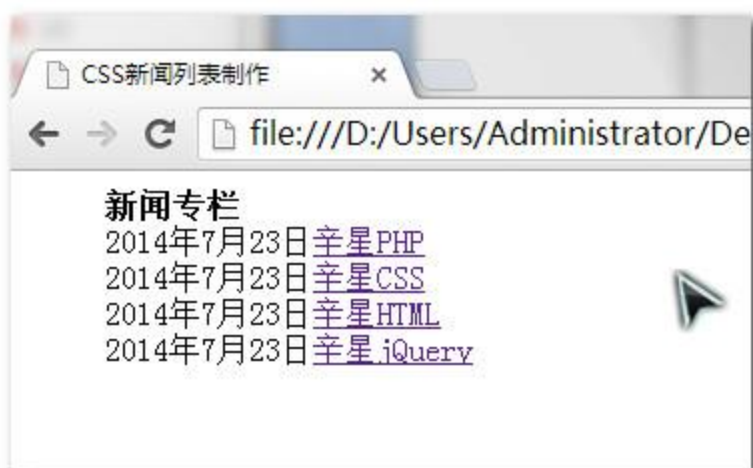 CSS新闻列表制作
file:///D:/Users/Administrator/De
新闻专栏
2014年7月23日辛星PHP
2014年7月23日辛星CSS
2014年7月23日辛星HTML
2014年7月23日辛星jQuery